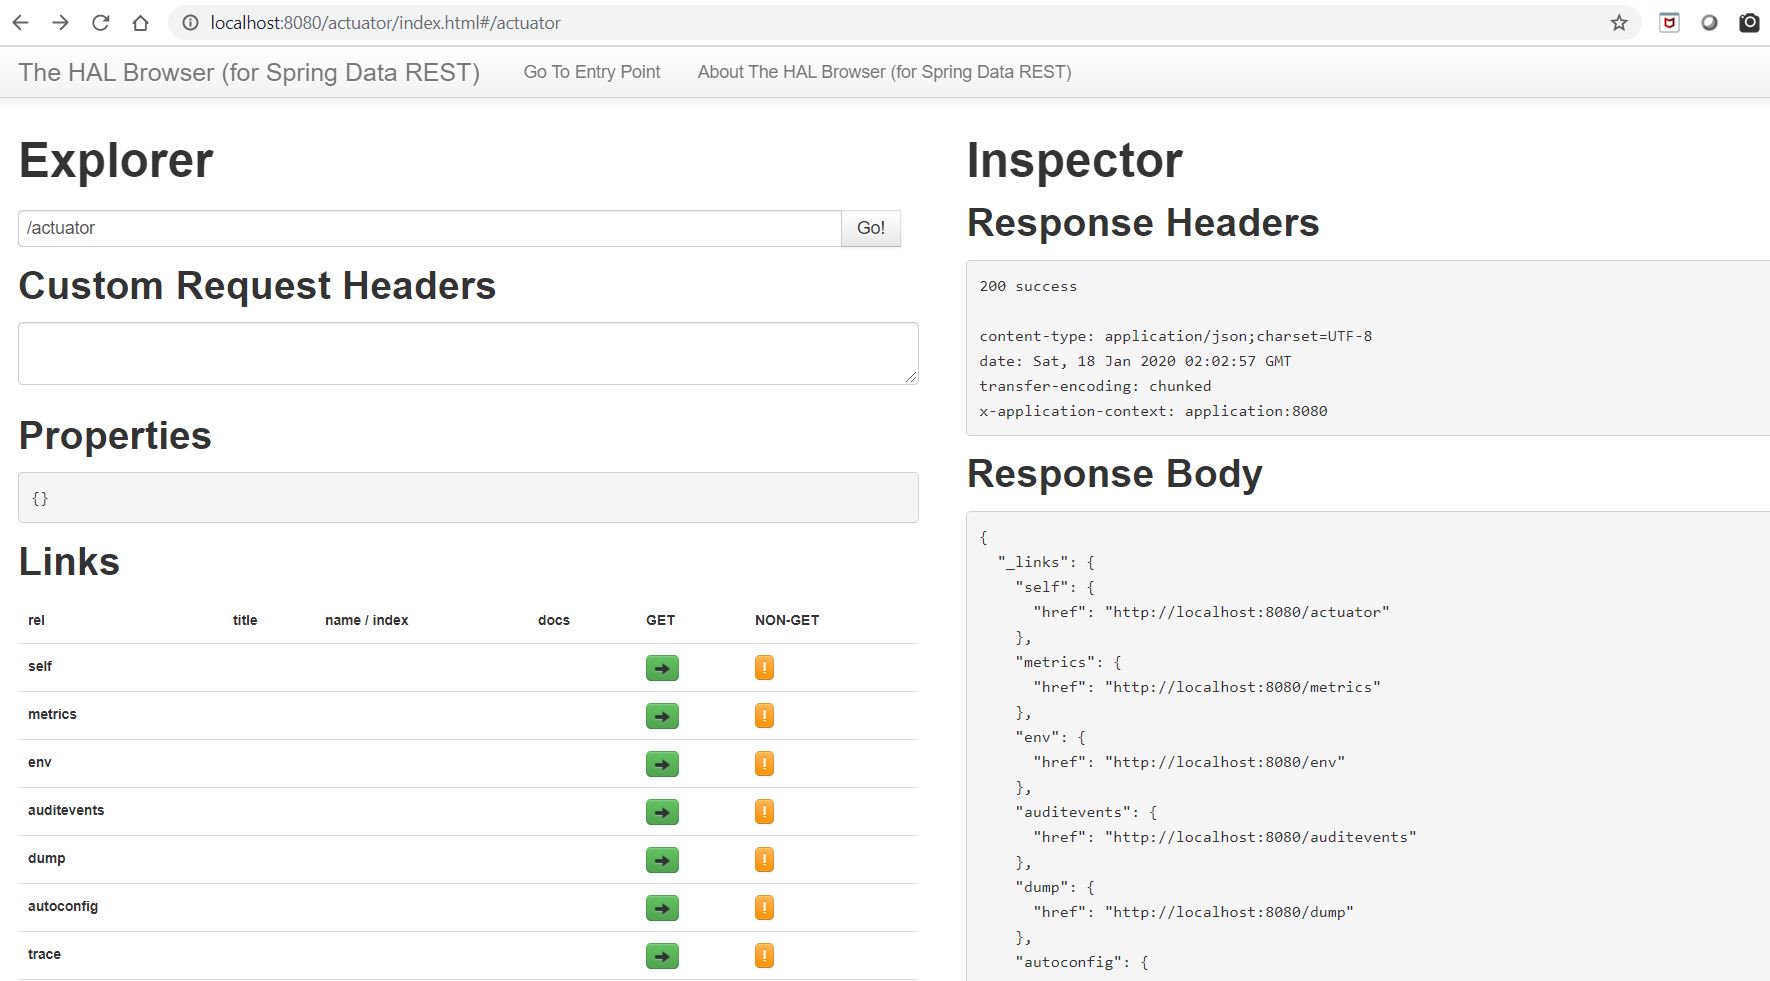 localhost:8080/actuator/index.html#/actuator
The HAL Browser (for Spring Data REST) Go To Entry Point About The HAL Browser (for Spring Data REST)
Explorer
/actuator Go!
Custom Request Headers
Properties
{}
Links
rel title name / index docs GET NON-GET
self !
metrics !
env !
auditevents !
dump !
autoconfig !
trace !
Inspector
Response Headers
200 success
content-type: application/json;charset=UTF-8
date: Sat, 18 Jan 2020 02:02:57 GMT
transfer-encoding: chunked
x-application-context: application:8080
Response Body
{
  "_links": {
    "self": {
      "href": "http://localhost:8080/actuator"
    },
    "metrics": {
      "href": "http://localhost:8080/metrics"
    },
    "env": {
      "href": "http://localhost:8080/env"
    },
    "auditevents": {
      "href": "http://localhost:8080/auditevents"
    },
    "dump": {
      "href": "http://localhost:8080/dump"
    },
    "autoconfig": {